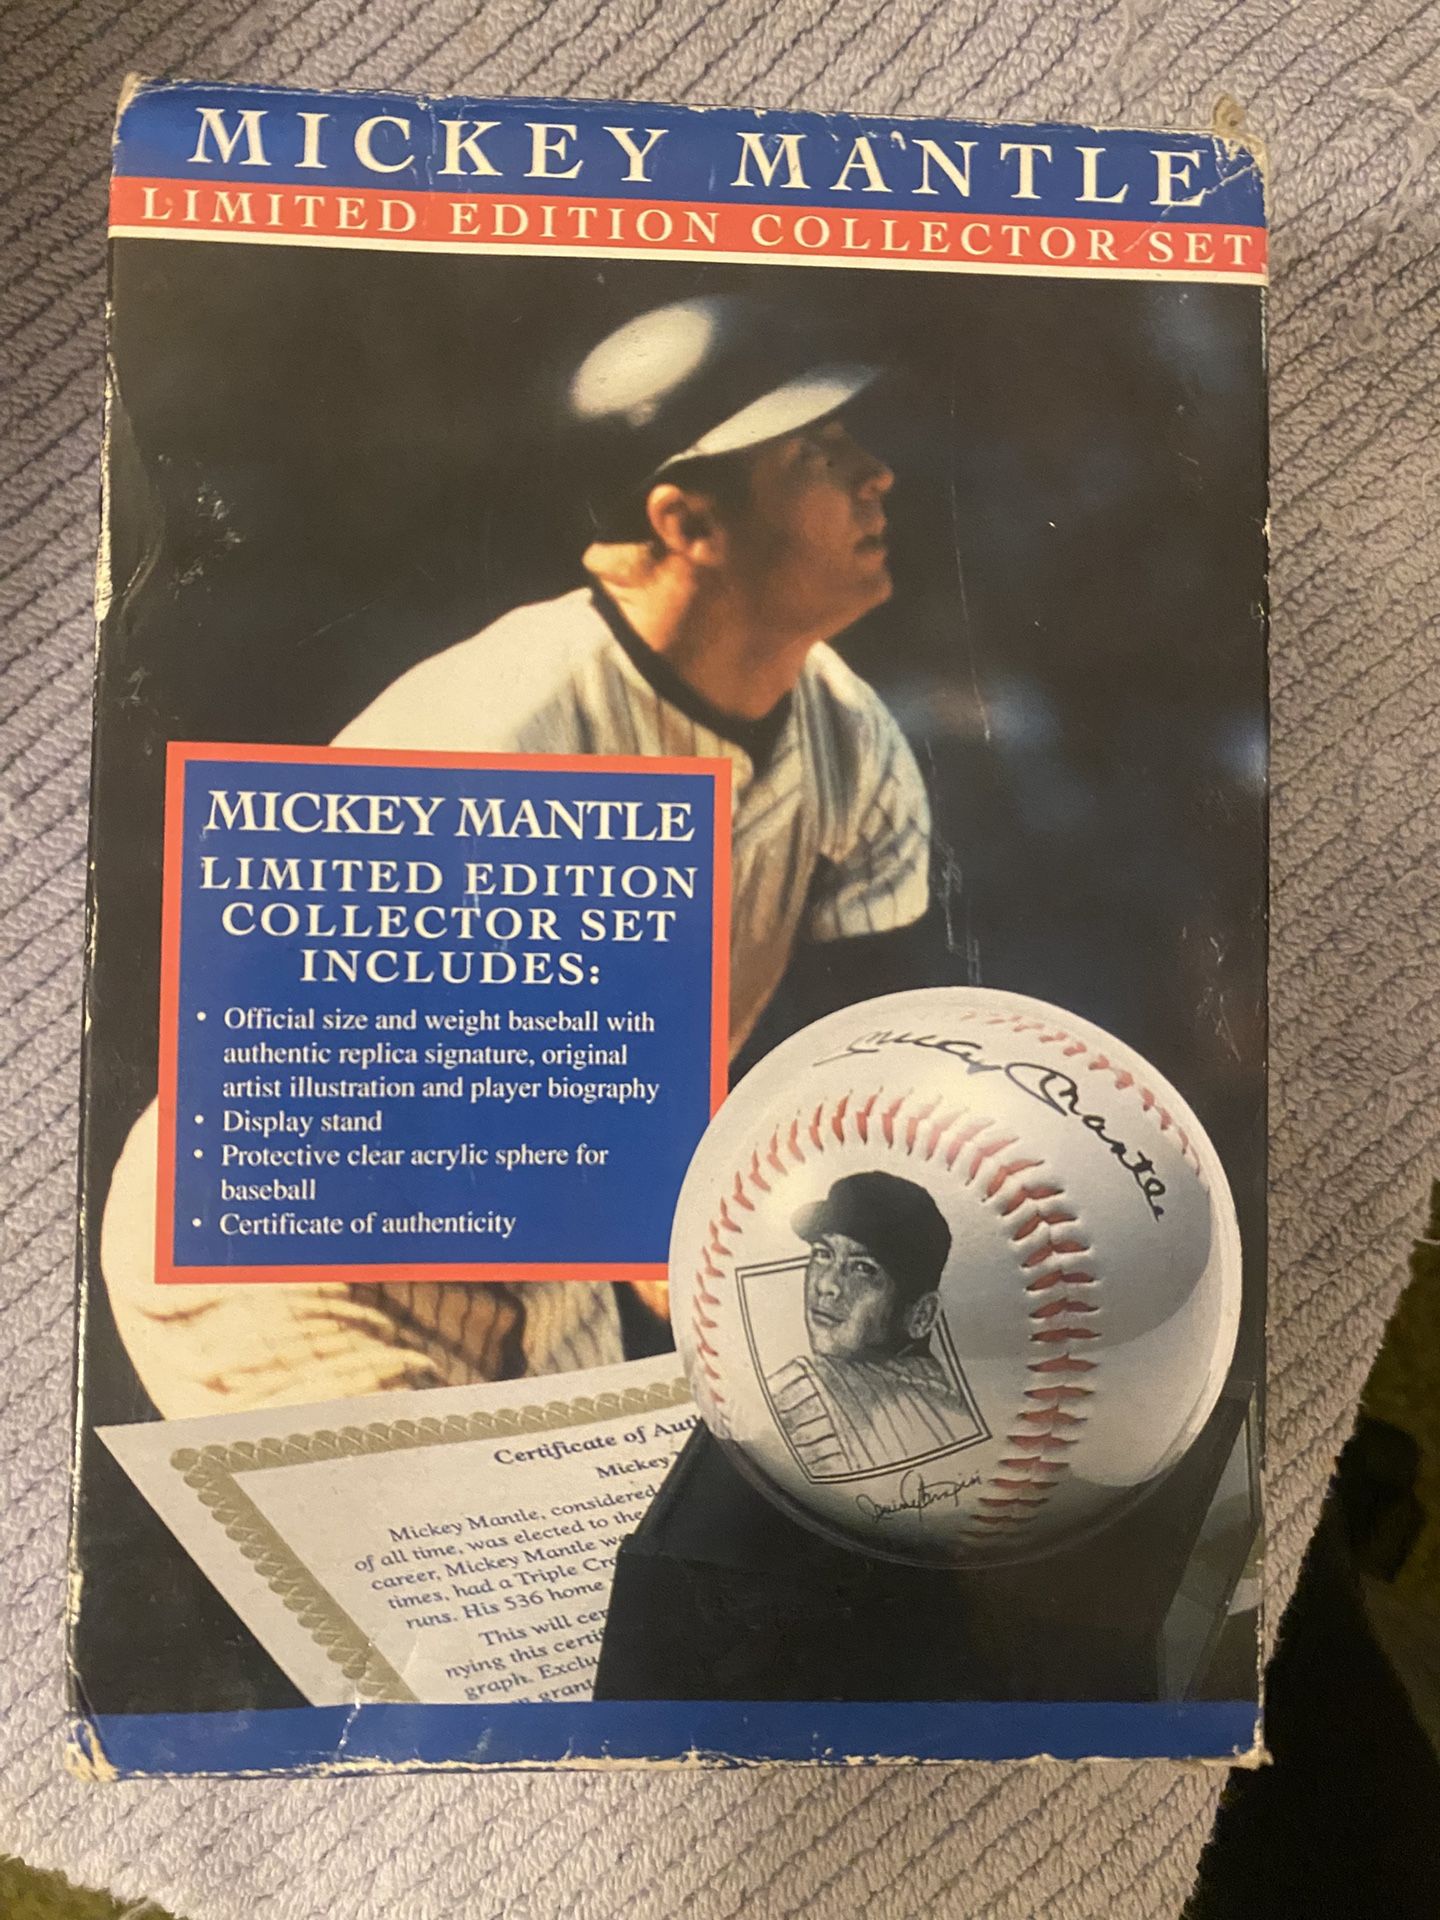 MICKEY MANTLE
LIMITED EDITION COLLECTOR SET
MICKEY MANTLE
LIMITED EDITION
COLLECTOR SET
INCLUDES:
• Official size and weight baseball with
authentic replica signature, original
artist illustration and player biography
• Display stand
• Protective clear acrylic sphere for
baseball
• Certificate of authenticity
Mickey Mantle
Certificate of Auth
Mickey
Mickey Mantle, considered
of all time, was elected to the
career, Mickey Mantle w
times, had a Triple Cro
runs. His 536 home
This will cer
nying this certif
graph. Exclu
grant